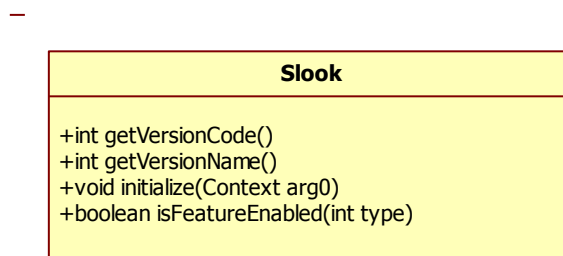 Slook
+int getVersionCode()
+int getVersionName()
+void initialize(Context arg0)
+boolean isFeatureEnabled(int type)